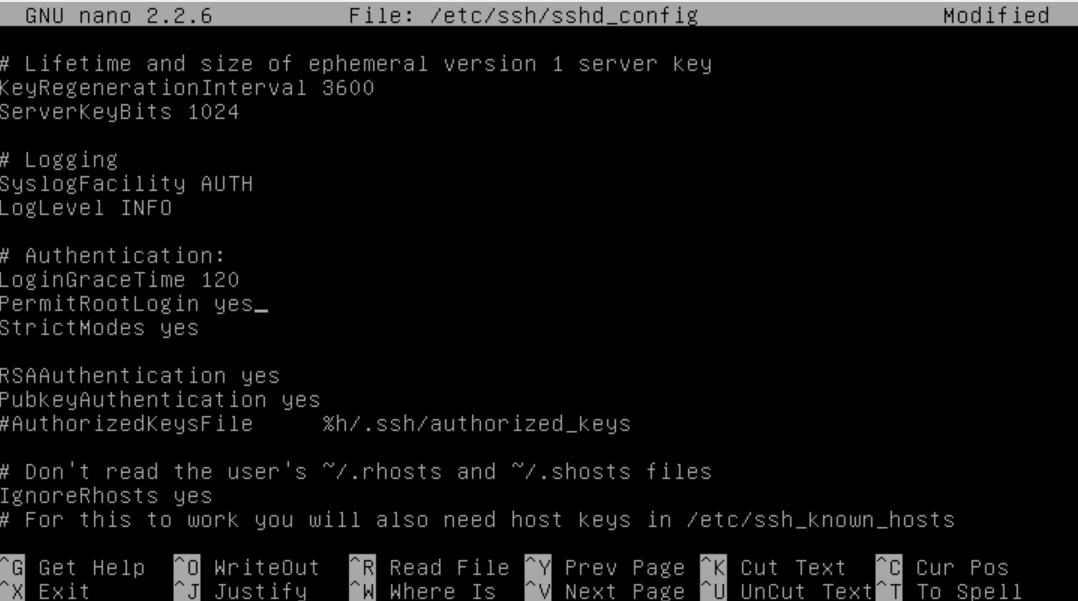 GNU nano 2.2.6 File: /etc/ssh/sshd_config Modified
# Lifetime and size of ephemeral version 1 server key
KeyRegenerationInterval 3600
ServerKeyBits 1024
# Logging
SyslogFacility AUTH
LogLevel INFO
# Authentication:
LoginGraceTime 120
PermitRootLogin yes_
StrictModes yes
RSAAuthentication yes
PubkeyAuthentication yes
#AuthorizedKeysFile %h/.ssh/authorized_keys
# Don't read the user's ~/.rhosts and ~/.shosts files
IgnoreRhosts yes
# For this to work you will also need host keys in /etc/ssh_known_hosts
^G Get Help ^O WriteOut ^R Read File ^Y Prev Page ^K Cut Text ^C Cur Pos
^X Exit ^J Justify ^W Where Is ^V Next Page ^U UnCut Text ^T To Spell